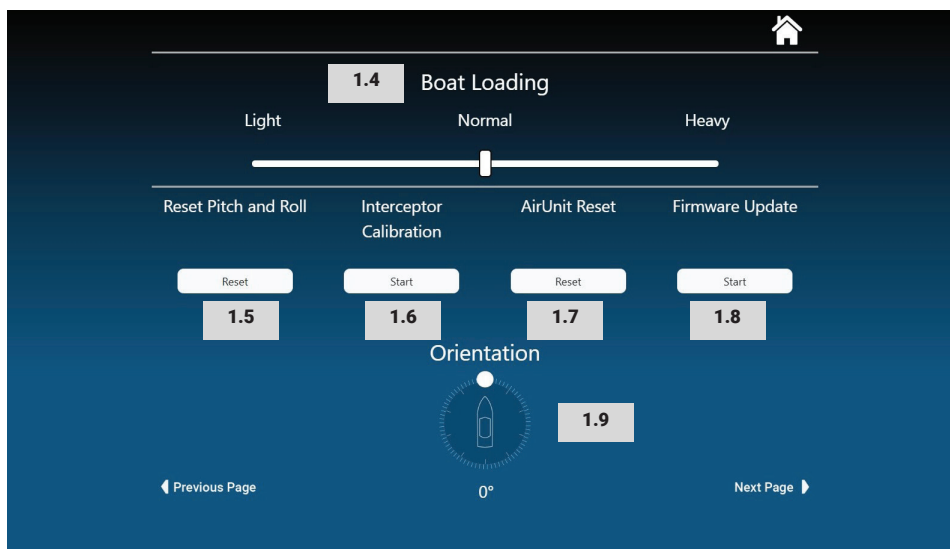 1.4 Boat Loading
Light Normal Heavy
Reset Pitch and Roll Interceptor AirUnit Reset Firmware Update
Calibration
Reset Start Reset Start
1.5 1.6 1.7 1.8
Orientation
1.9
Previous Page 0° Next Page